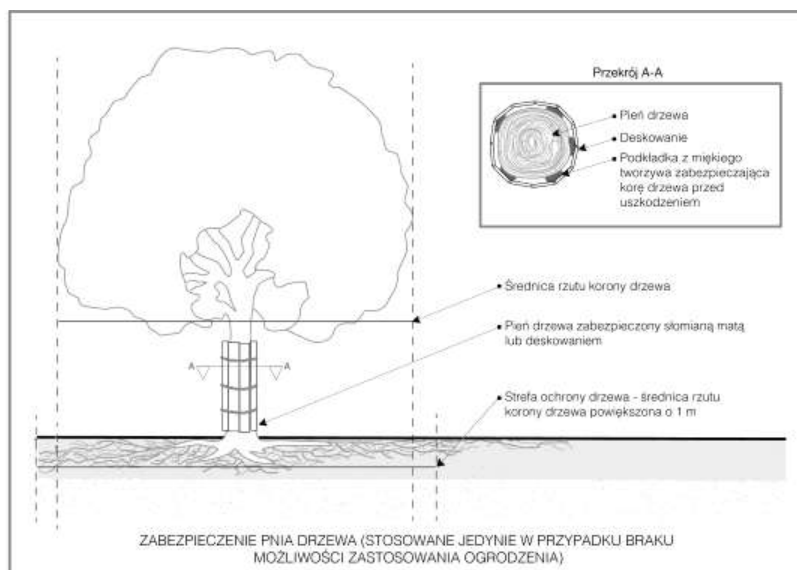 Przekrój A-A
Pień drzewa
Deskowanie
Podkładka z miękiego
tworzywa zabezpieczająca
korę drzewa przed
uszkodzeniem
Średnica rzutu korony drzewa
Pień drzewa zabezpieczony słomianą matą
lub deskowaniem
A A
Strefa ochrony drzewa - średnica rzutu
korony drzewa powiększona o 1 m
ZABEZPIECZENIE PNIA DRZEWA (STOSOWANE JEDYNIE W PRZYPADKU BRAKU
MOŻLIWOŚCI ZASTOSOWANIA OGRODZENIA)